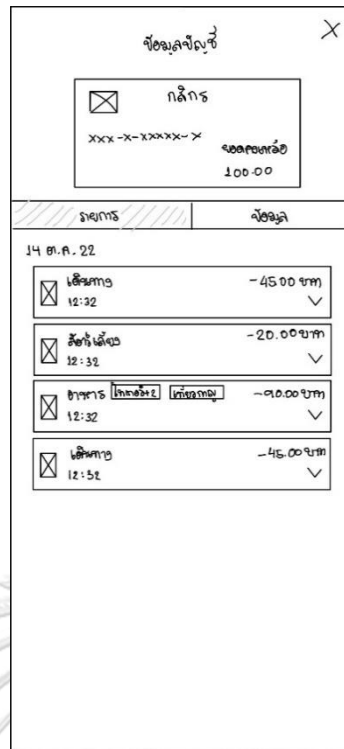 ข้อมูลบัญชี
X
กสิกร
xxx-x-xxxxx-x
ยอดคงเหลือ
100.00
รายการ
ข้อมูล
14 ต.ค. 22
เดินทาง -45.00 บาท
12:32
สัตว์เลี้ยง -20.00 บาท
12:32
อาหาร -90.00 บาท
12:32
เดินทาง -45.00 บาท
12:32